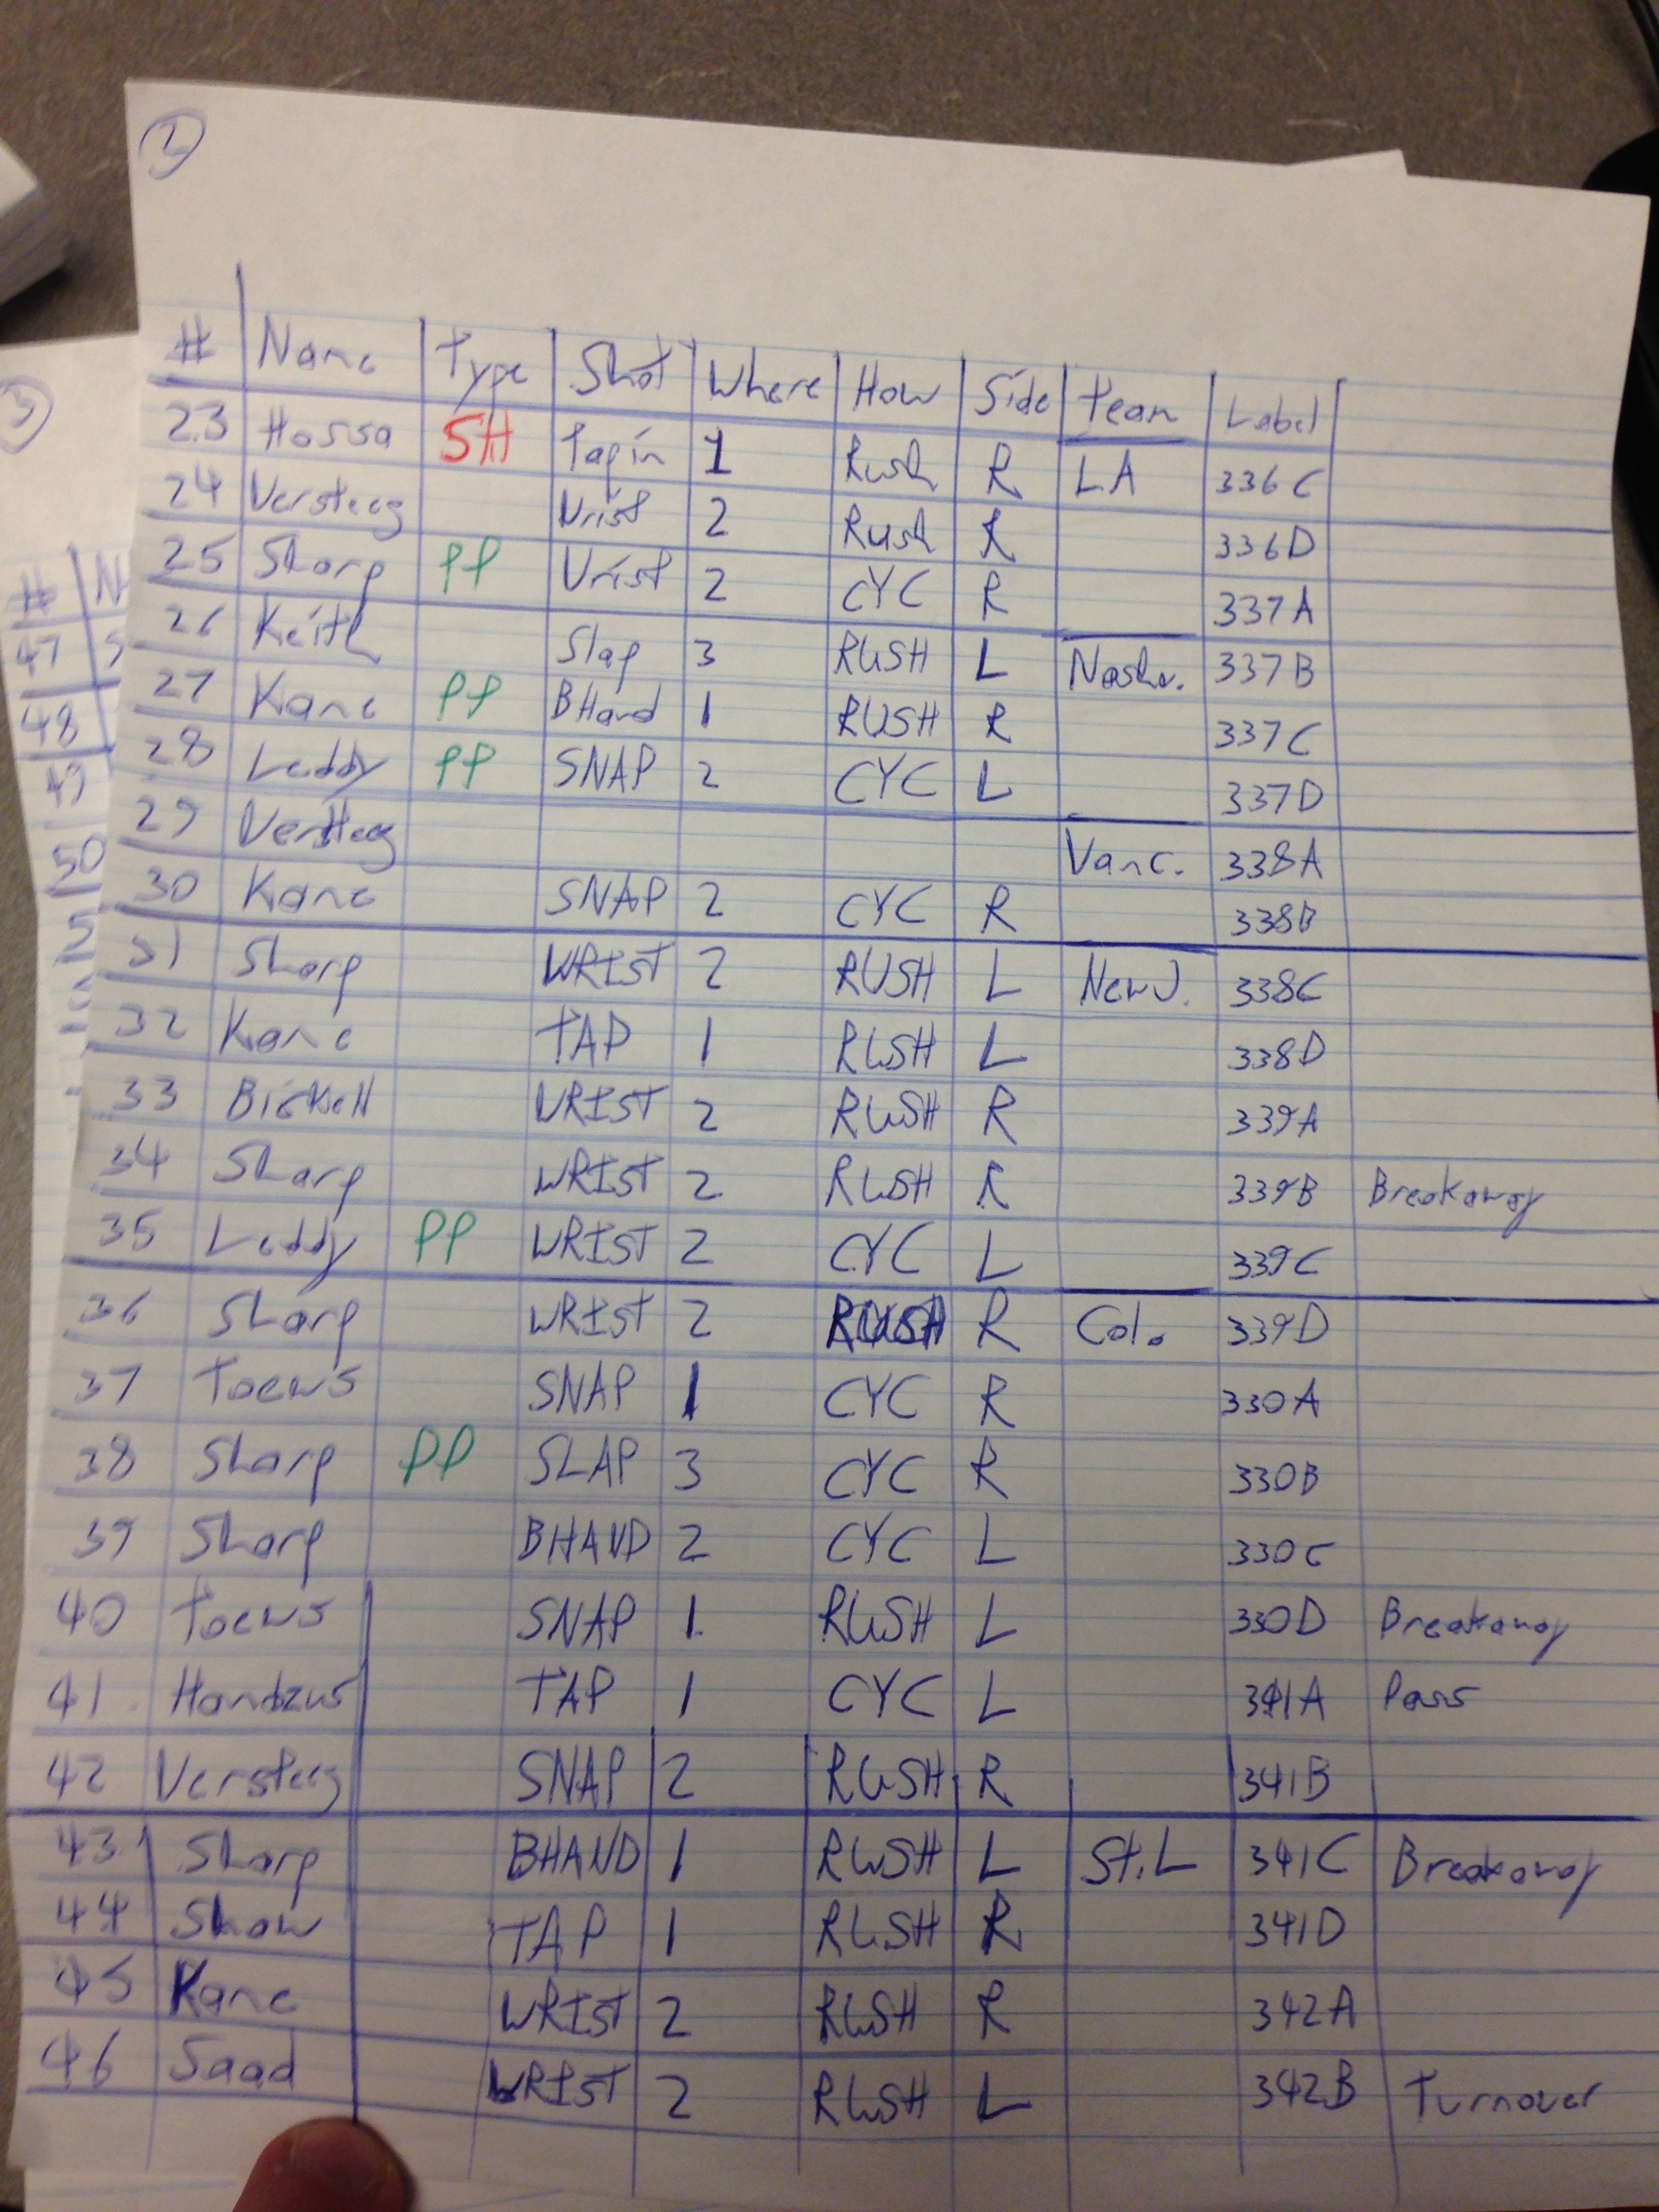 2
# Name Type Shot Where How Side Team Label
23 Hossa SH Tap in 1 Rush R LA 336C
24 Versteeg Wrist 2 Rush R 336D
25 Sharp PP Wrist 2 CYC R 337A
26 Keith Slap 3 RUSH L Nashv. 337B
27 Kane PP BHand 1 RUSH R 337C
28 Leddy PP SNAP 2 CYC L 337D
29 Versteeg Vanc. 338A
30 Kane SNAP 2 CYC R 338B
31 Sharp WRIST 2 RUSH L New J. 338C
32 Kane TAP 1 RUSH L 338D
33 Bickell WRIST 2 RUSH R 339A
34 Sharp WRIST 2 RUSH R 339B Breakaway
35 Leddy PP WRIST 2 CYC L 339C
36 Sharp WRIST 2 RUSH R Col. 339D
37 Toews SNAP 1 CYC R 330A
38 Sharp PP SLAP 3 CYC R 330B
39 Sharp BHAND 2 CYC L 330C
40 Toews SNAP 1 RUSH L 330D Breakaway
41 Handzus TAP 1 CYC L 341A Pass
42 Versteeg SNAP 2 RUSH R 341B
43 Sharp BHAND 1 RUSH L St.L 341C Breakaway
44 Shaw TAP 1 RUSH R 341D
45 Kane WRIST 2 RUSH R 342A
46 Saad WRIST 2 RUSH L 342B Turnover
3
#
47
48
49
50